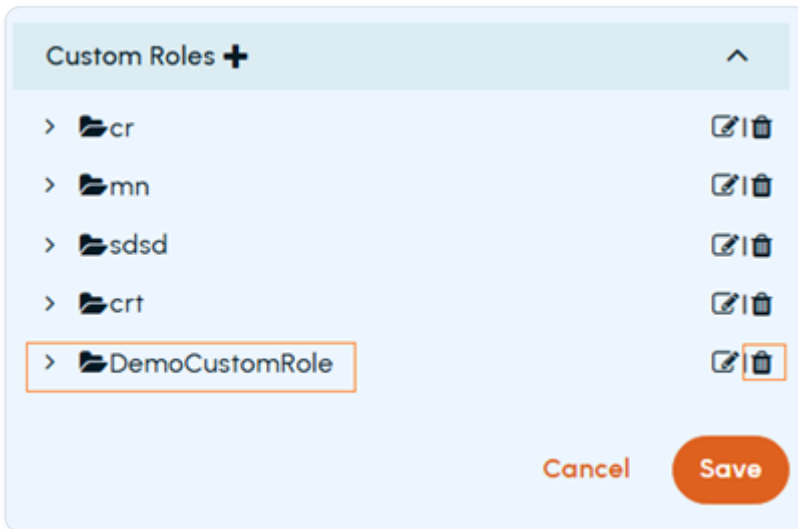 Custom Roles
cr
mn
sdsd
crt
DemoCustomRole
Cancel Save